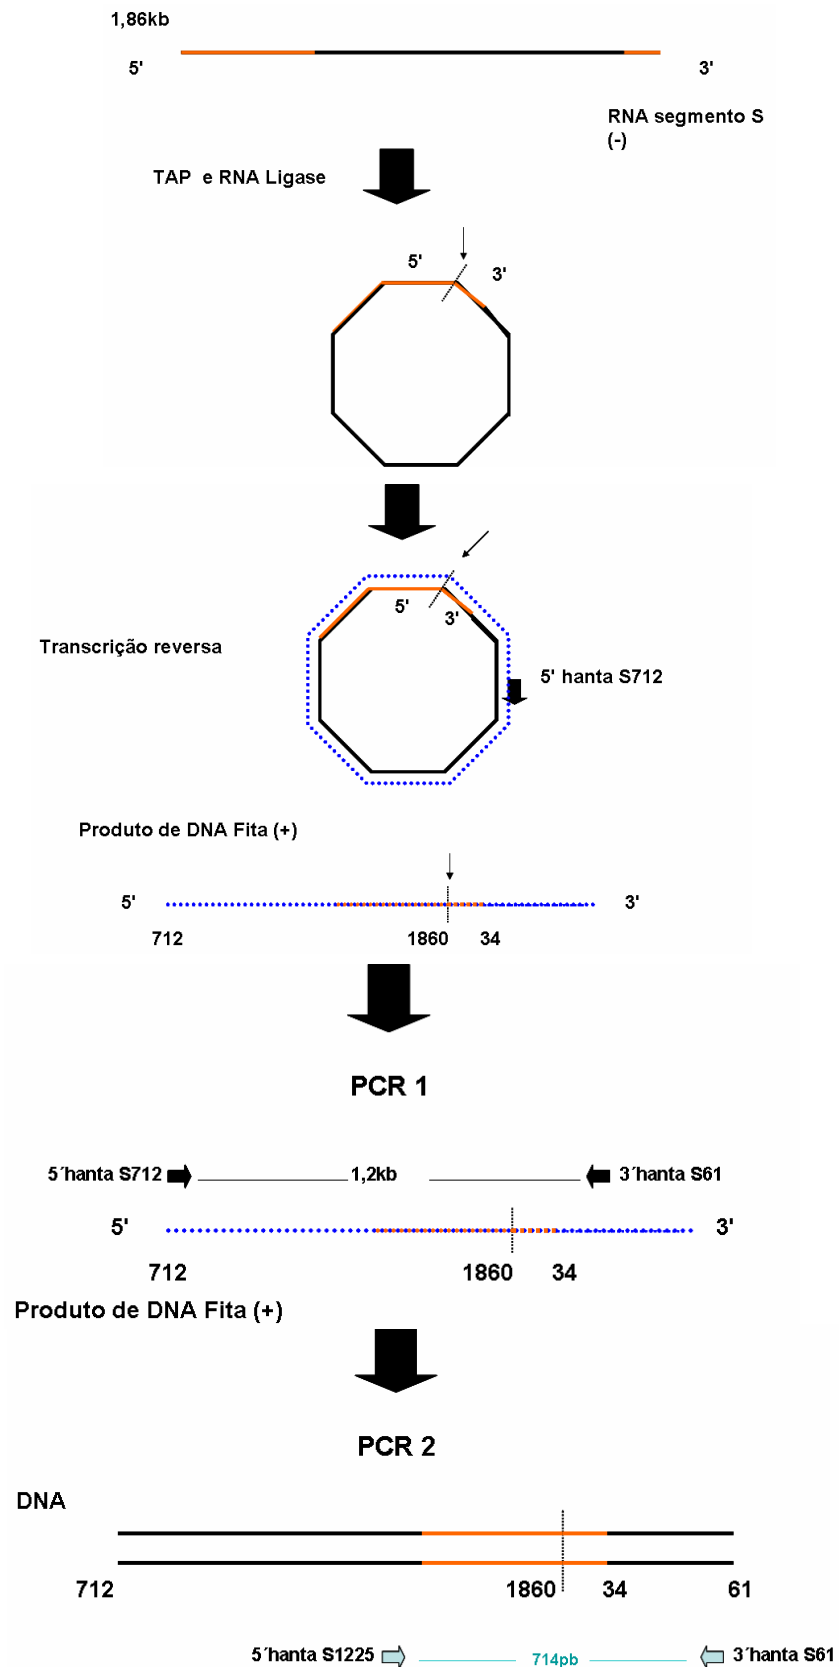 1,86kb
5' 3'
RNA segmento S
(-)
TAP e RNA Ligase
5' 3'
5' 3'
Transcrição reversa
5' hanta S712
Produto de DNA Fita (+)
5' 3'
712 1860 34
PCR 1
5´hanta S712 1,2kb 3´hanta S61
5' 3'
712 1860 34
Produto de DNA Fita (+)
PCR 2
DNA
712 1860 34 61
5´hanta S1225 714pb 3´hanta S61